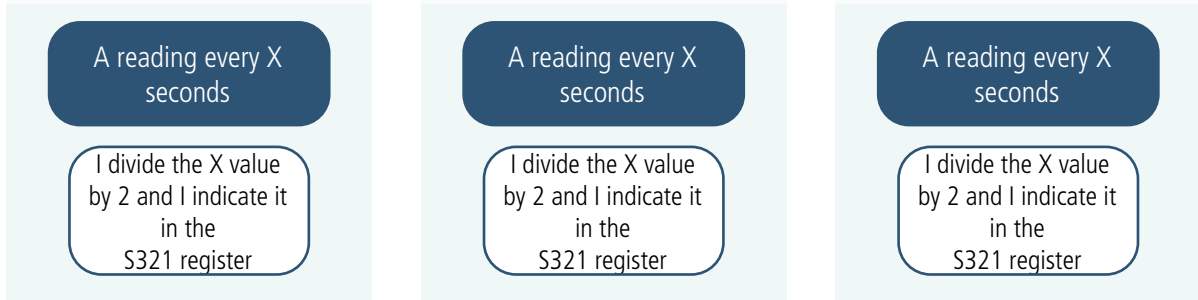 A reading every X
seconds
I divide the X value
by 2 and I indicate it
in the
S321 register
A reading every X
seconds
I divide the X value
by 2 and I indicate it
in the
S321 register
A reading every X
seconds
I divide the X value
by 2 and I indicate it
in the
S321 register